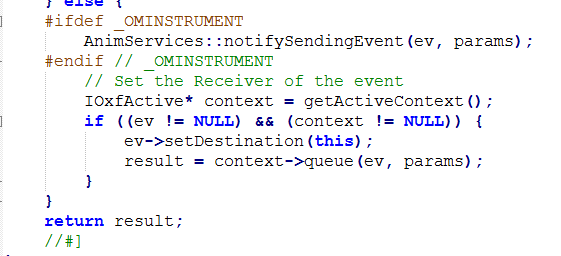 } else {
#ifdef _OMINSTRUMENT
AnimServices::notifySendingEvent(ev, params);
#endif // _OMINSTRUMENT
// Set the Receiver of the event
IOxfActive* context = getActiveContext();
if ((ev != NULL) && (context != NULL)) {
ev->setDestination(this);
result = context->queue(ev, params);
}
}
return result;
//#]